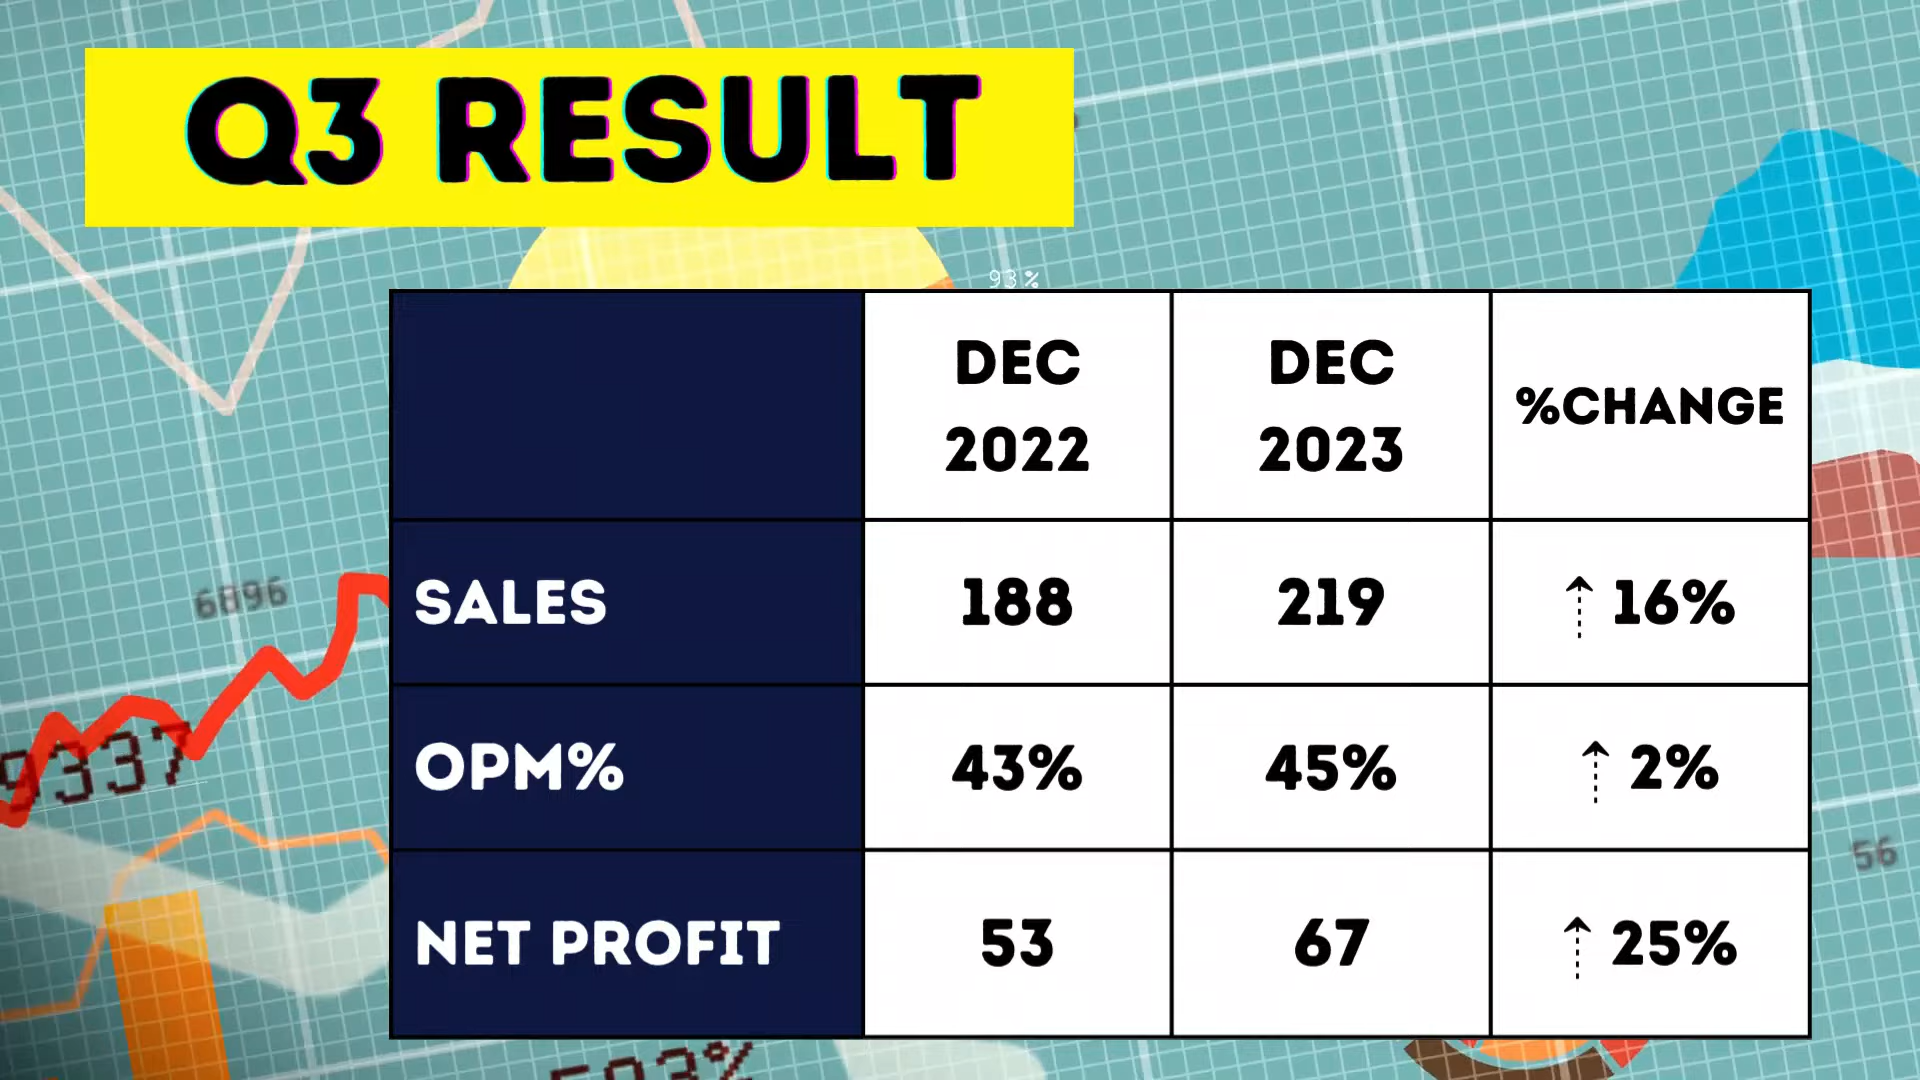 Q3 RESULT
93%
DEC 2022
DEC 2023
%CHANGE
6896
SALES
188
219
↑ 16%
9337
OPM%
43%
45%
↑ 2%
56
NET PROFIT
53
67
↑ 25%